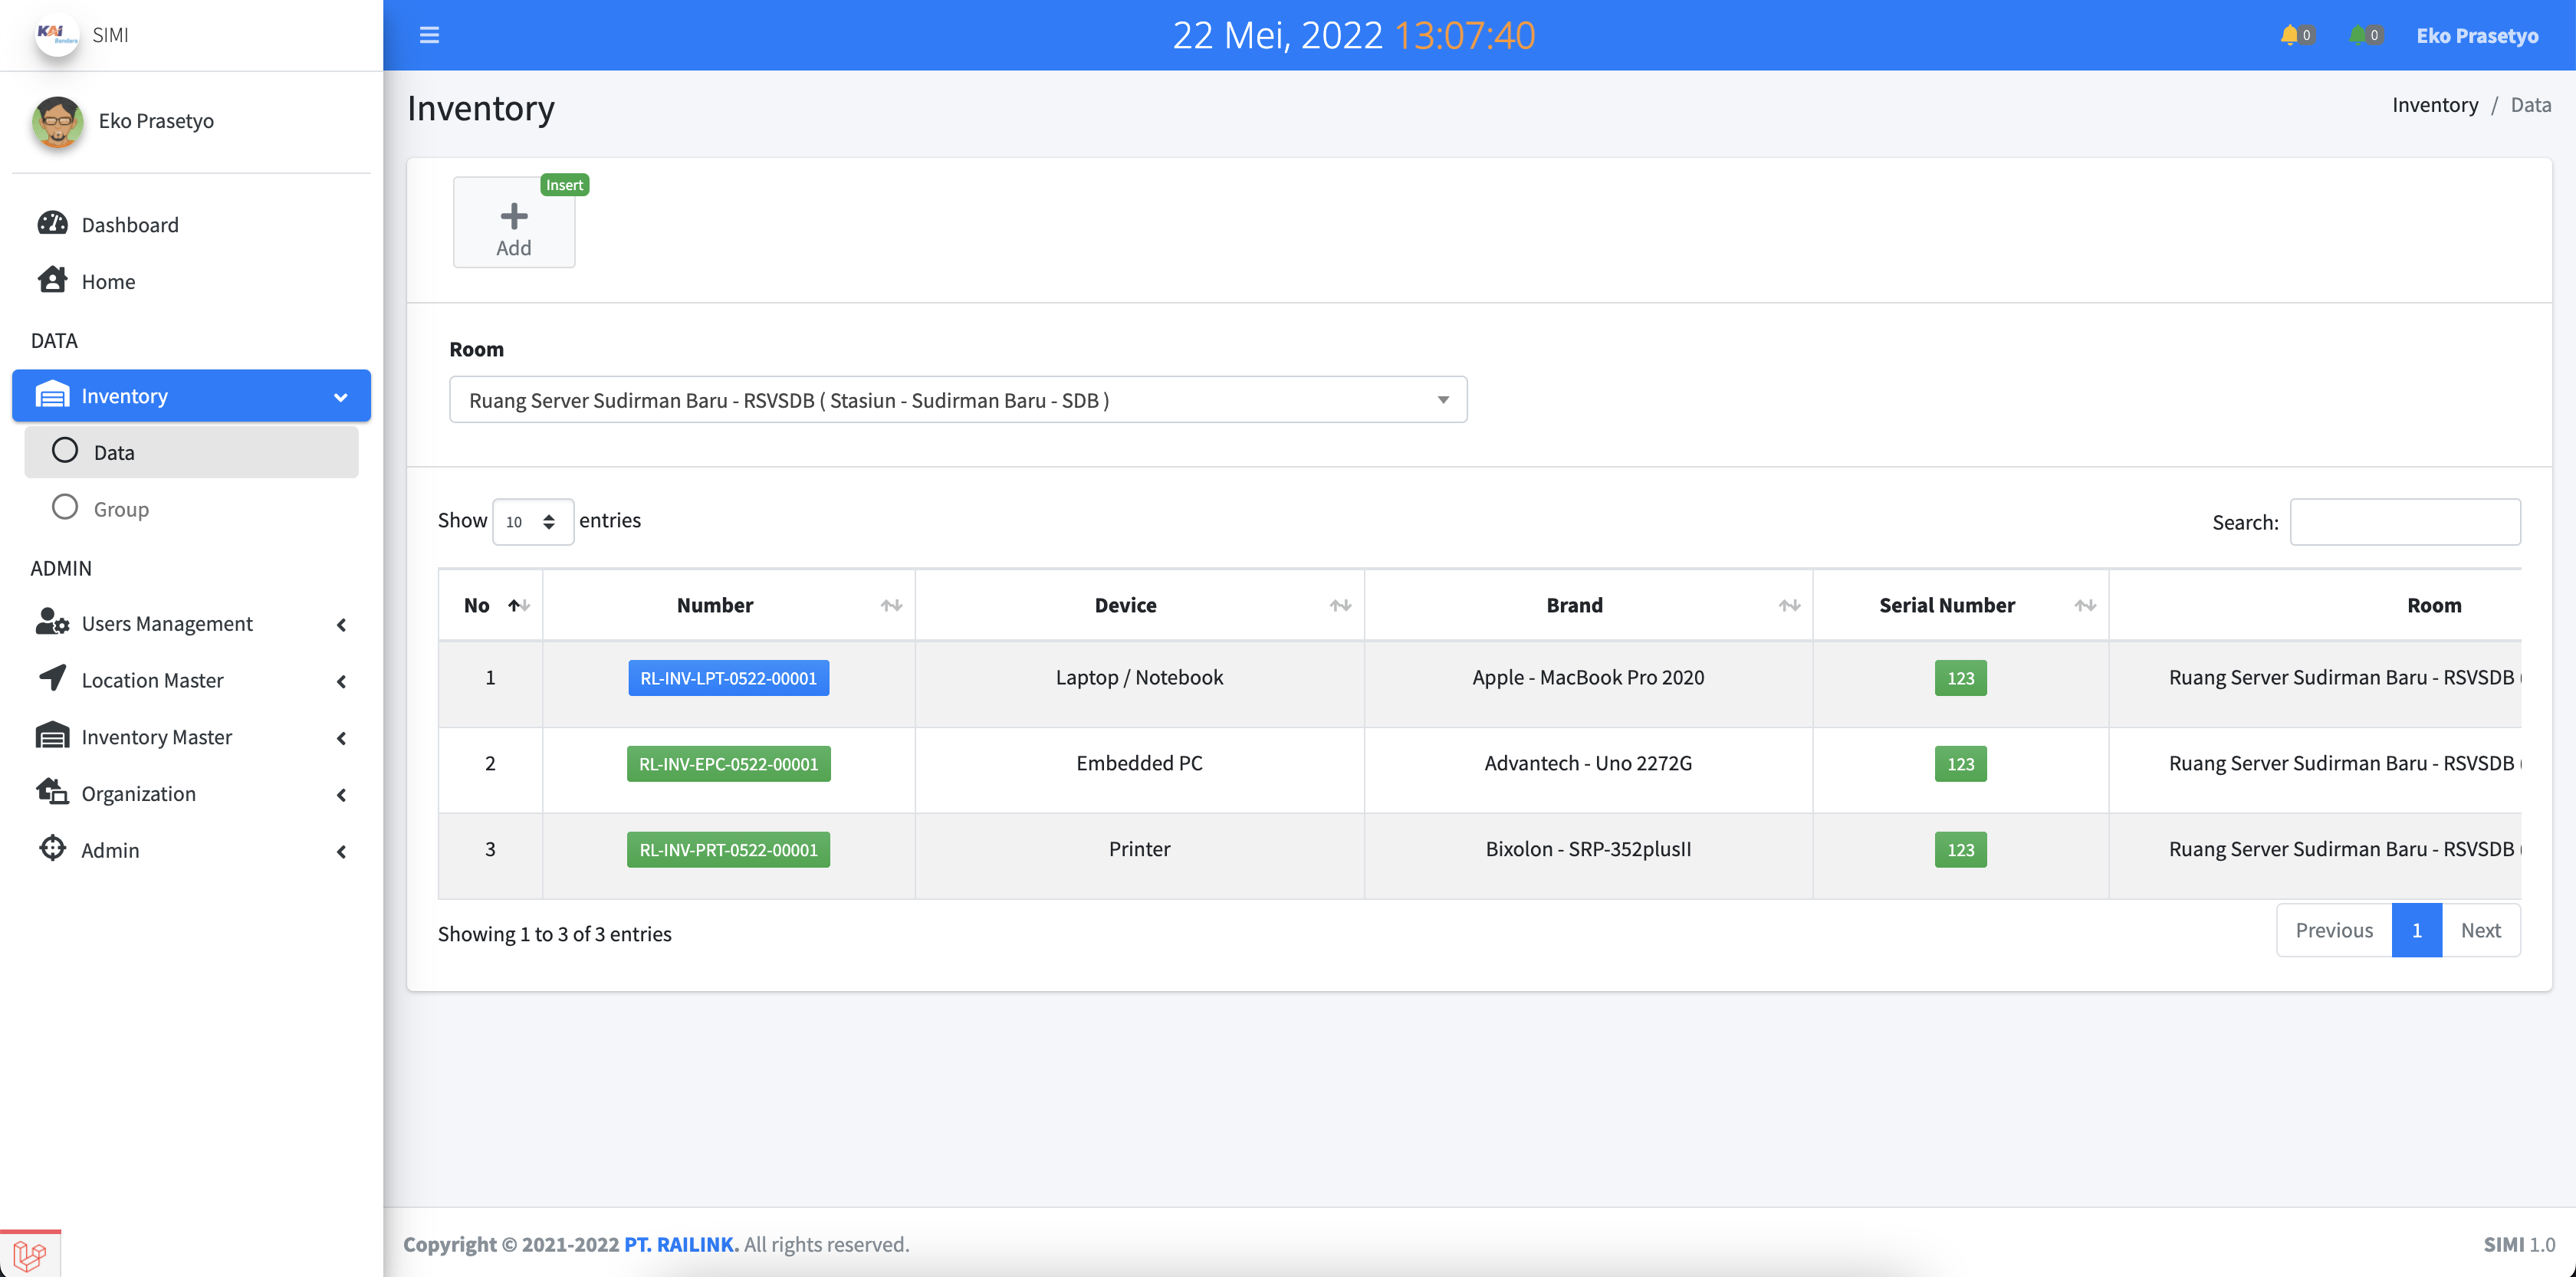 KAI Bandara SIMI
22 Mei, 2022 13:07:40
0 0 Eko Prasetyo
Eko Prasetyo
Dashboard
Home
DATA
Inventory
Data
Group
ADMIN
Users Management
Location Master
Inventory Master
Organization
Admin
Inventory
Inventory / Data
Insert
Add
Room
Ruang Server Sudirman Baru - RSVSDB ( Stasiun - Sudirman Baru - SDB )
Show 10 entries
Search:
No Number Device Brand Serial Number Room
1 RL-INV-LPT-0522-00001 Laptop / Notebook Apple - MacBook Pro 2020 123 Ruang Server Sudirman Baru - RSVSDB (
2 RL-INV-EPC-0522-00001 Embedded PC Advantech - Uno 2272G 123 Ruang Server Sudirman Baru - RSVSDB (
3 RL-INV-PRT-0522-00001 Printer Bixolon - SRP-352plusII 123 Ruang Server Sudirman Baru - RSVSDB (
Showing 1 to 3 of 3 entries
Previous 1 Next
Copyright © 2021-2022 PT. RAILINK. All rights reserved.
SIMI 1.0